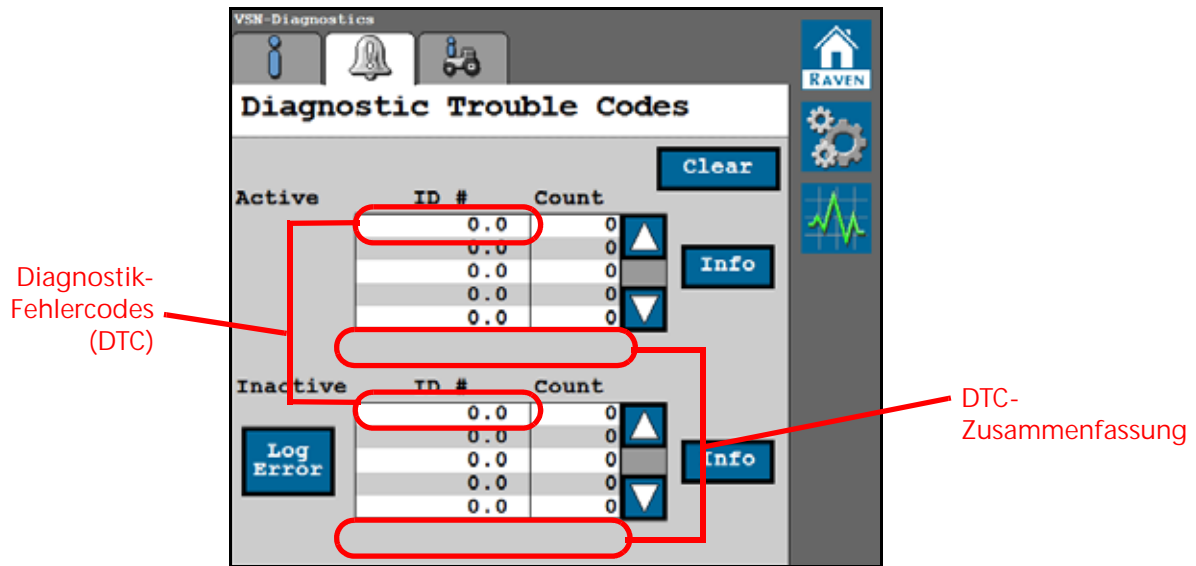 VSN-Diagnostics
RAVEN
Diagnostic Trouble Codes
Clear
Active ID # Count
0.0 0
0.0 0
0.0 0
0.0 0
0.0 0
Info
Diagnostik-
Fehlercodes
(DTC)
Inactive ID # Count
0.0 0
0.0 0
0.0 0
0.0 0
0.0 0
Log
Error
Info
DTC-
Zusammenfassung